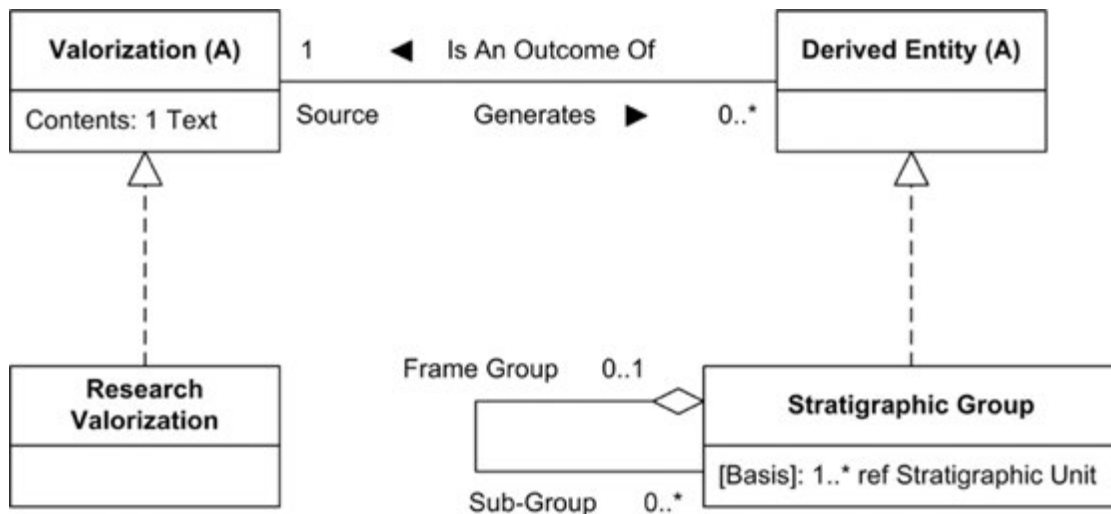 Valorization (A)
1 ◄ Is An Outcome Of
Derived Entity (A)
Contents: 1 Text
Source Generates ► 0..*
Research
Valorization
Frame Group 0..1
Stratigraphic Group
[Basis]: 1..* ref Stratigraphic Unit
Sub-Group 0..*